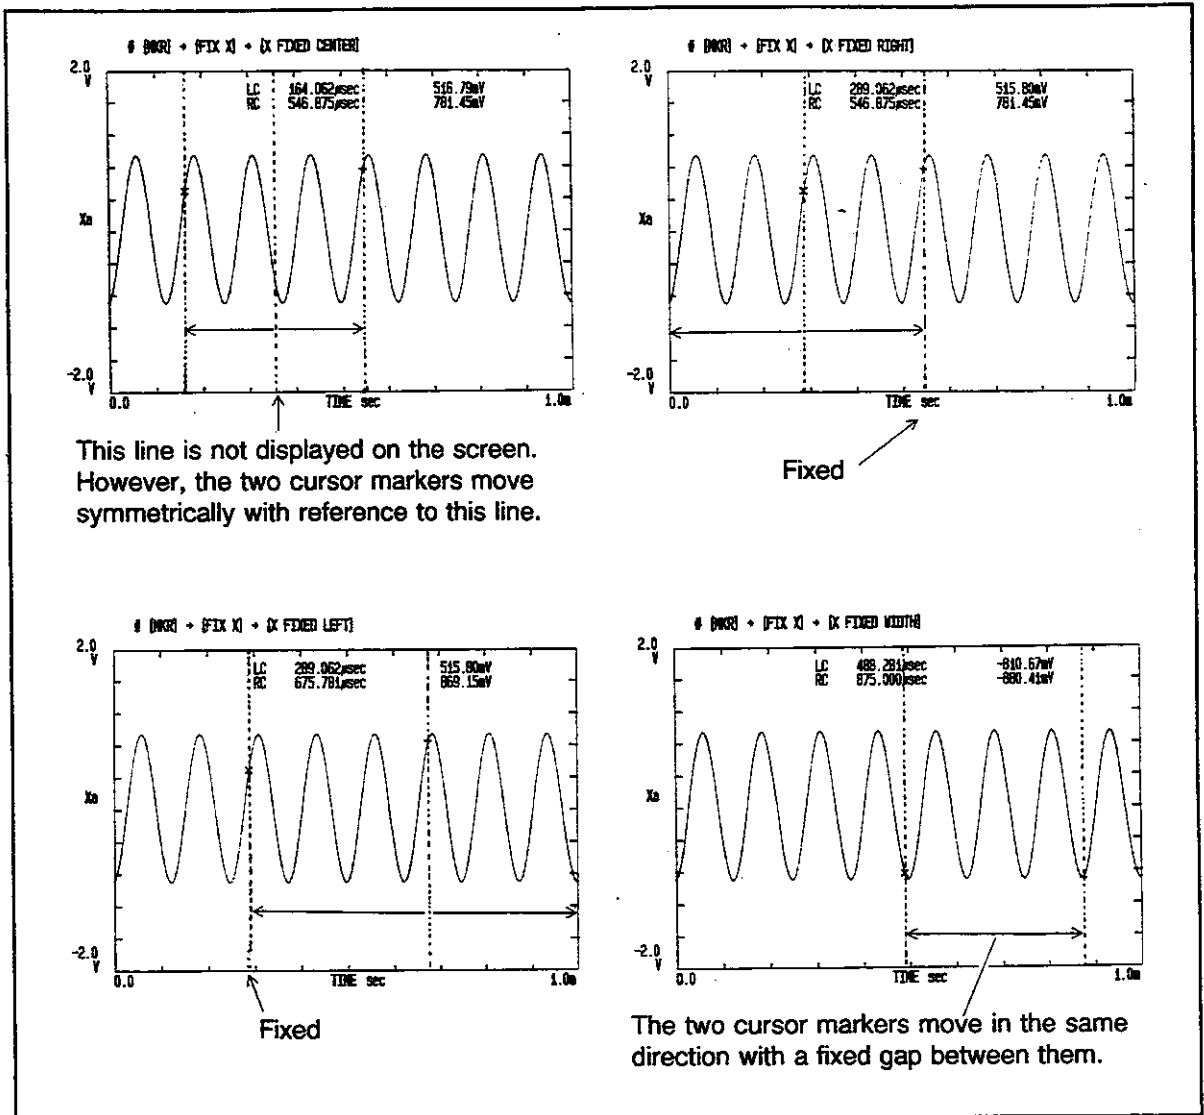 # [MKR] + [FIX X] + [X FIXED CENTER]
2.0
V
LC 164.062µsec 516.79mV
RC 546.875µsec 781.45mV
Xa
-2.0
V
0.0 TIME sec 1.0m
This line is not displayed on the screen.
However, the two cursor markers move
symmetrically with reference to this line.
# [MKR] + [FIX X] + [X FIXED RIGHT]
2.0
V
LC 289.062µsec 515.80mV
RC 546.875µsec 781.45mV
Xa
-2.0
V
0.0 TIME sec 1.0m
Fixed
# [MKR] + [FIX X] + [X FIXED LEFT]
2.0
V
LC 289.062µsec 515.80mV
RC 675.781µsec 869.15mV
Xa
-2.0
V
0.0 TIME sec 1.0m
Fixed
# [MKR] + [FIX X] + [X FIXED WIDTH]
2.0
V
LC 488.281µsec -810.67mV
RC 875.000µsec -880.41mV
Xa
-2.0
V
0.0 TIME sec 1.0m
The two cursor markers move in the same
direction with a fixed gap between them.